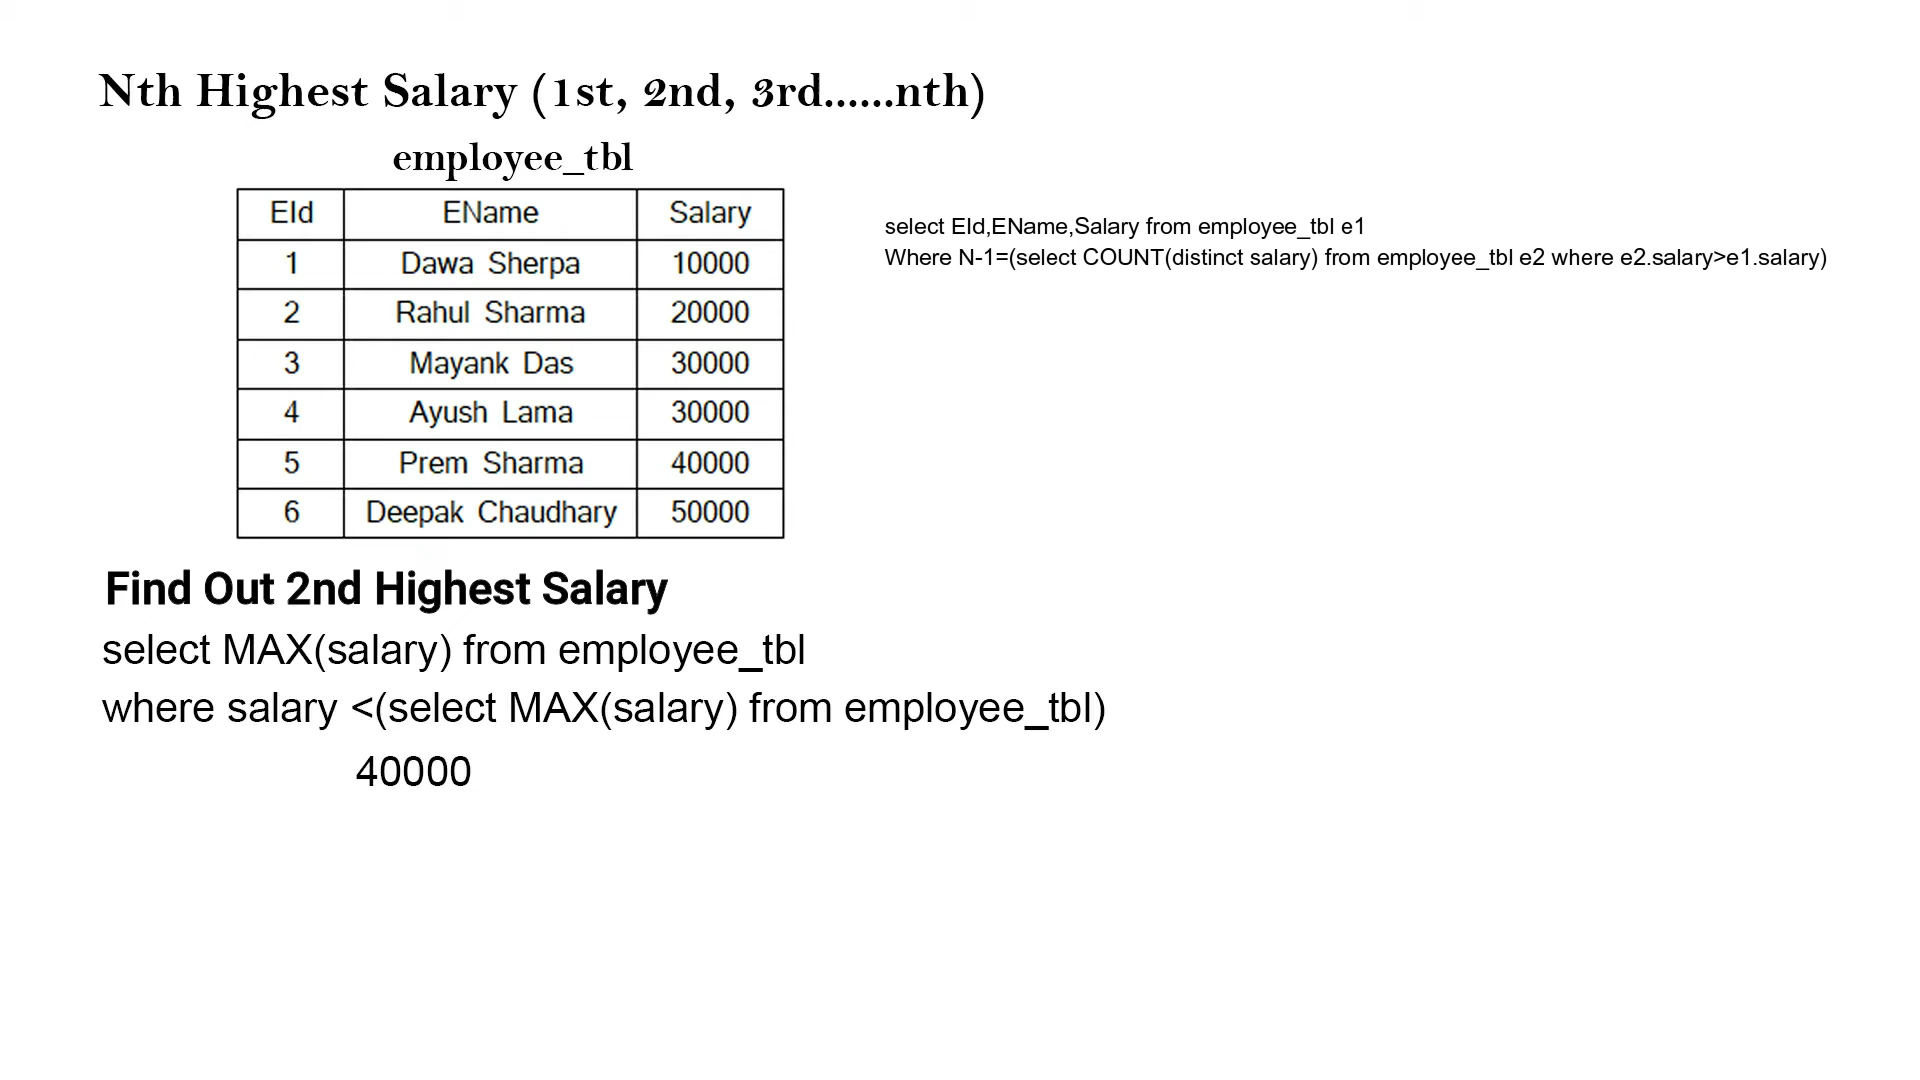 Nth Highest Salary (1st, 2nd, 3rd......nth)
employee_tbl
EId EName Salary
1 Dawa Sherpa 10000
2 Rahul Sharma 20000
3 Mayank Das 30000
4 Ayush Lama 30000
5 Prem Sharma 40000
6 Deepak Chaudhary 50000
select EId,EName,Salary from employee_tbl e1
Where N-1=(select COUNT(distinct salary) from employee_tbl e2 where e2.salary>e1.salary)
Find Out 2nd Highest Salary
select MAX(salary) from employee_tbl
where salary <(select MAX(salary) from employee_tbl)
40000